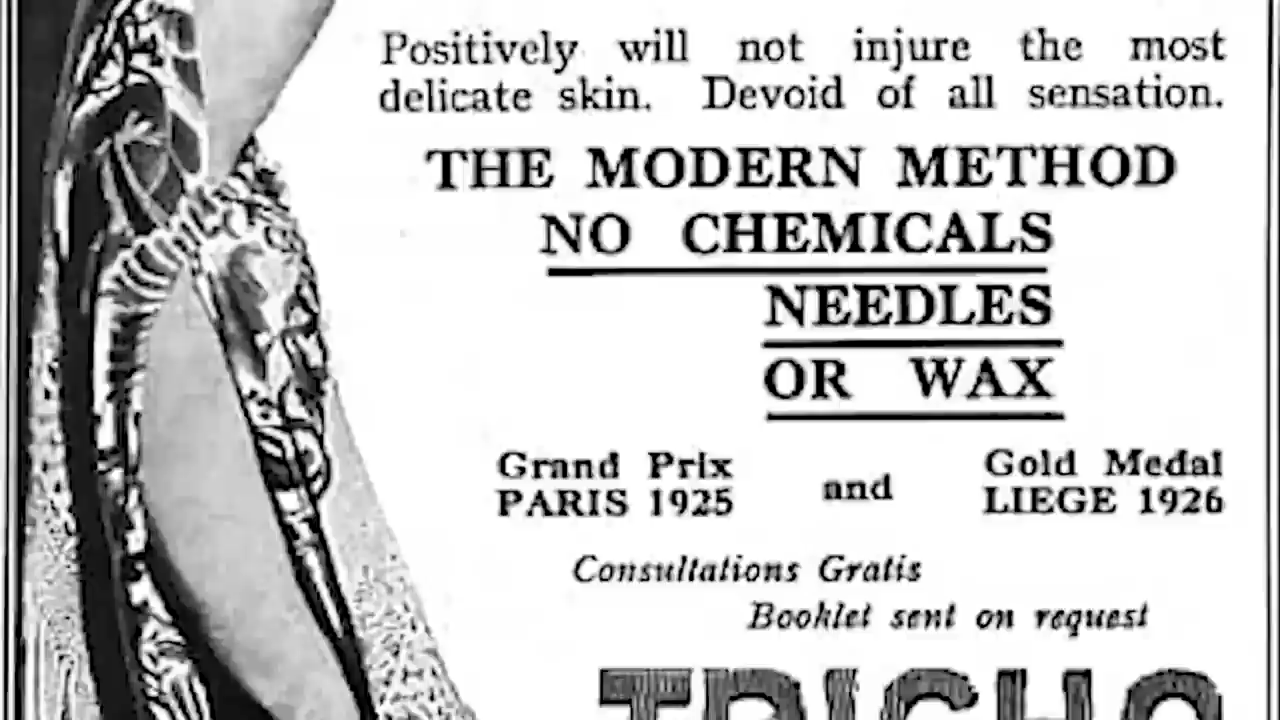 Positively will not injure the most
delicate skin. Devoid of all sensation.
THE MODERN METHOD
NO CHEMICALS
NEEDLES
OR WAX
Grand Prix
PARIS 1925
and
Gold Medal
LIEGE 1926
Consultations Gratis
Booklet sent on request
TRICHO